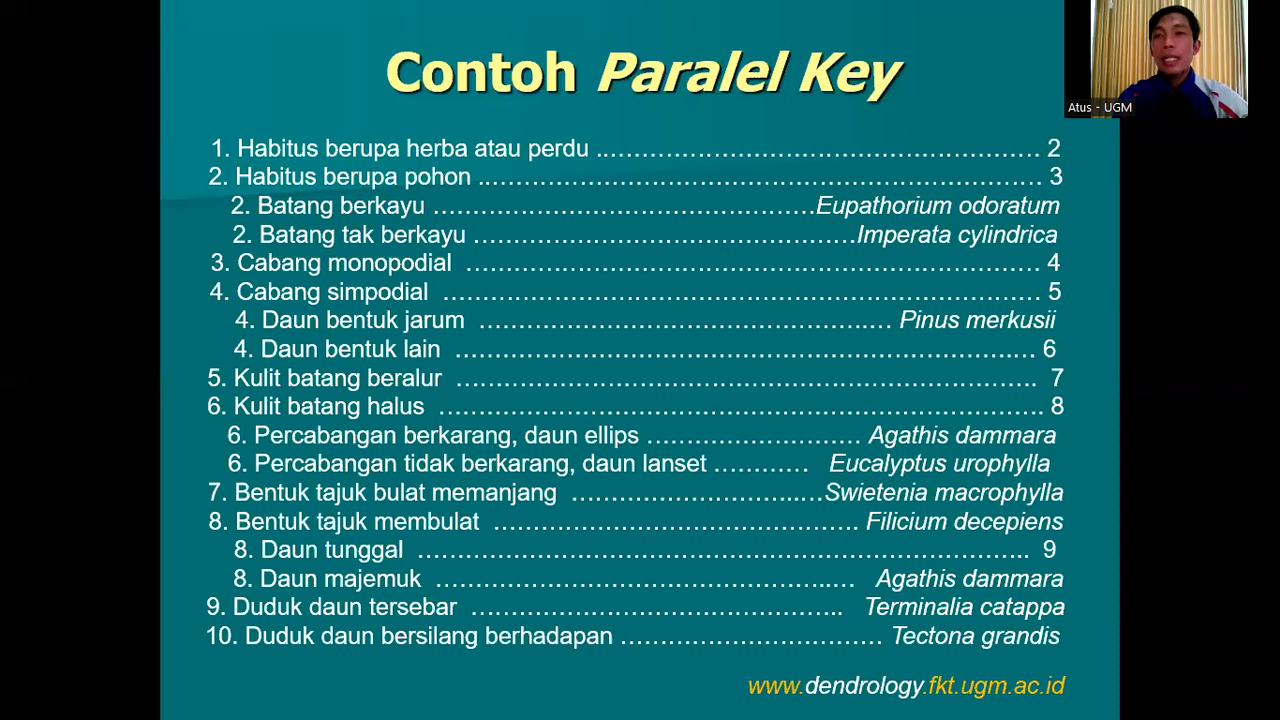 Contoh Paralel Key
Atus - UGM
1. Habitus berupa herba atau perdu ………………………………………………… 2
2. Habitus berupa pohon ……………………………………………………………… 3
2. Batang berkayu …………………………………………Eupathorium odoratum
2. Batang tak berkayu …………………………………………Imperata cylindrica
3. Cabang monopodial ………………………………………………………………… 4
4. Cabang simpodial …………………………………………………………………… 5
4. Daun bentuk jarum ………………………………………………… Pinus merkusii
4. Daun bentuk lain ………………………………………………………………… 6
5. Kulit batang beralur ………………………………………………………………. 7
6. Kulit batang halus …………………………………………………………………. 8
6. Percabangan berkarang, daun ellips ………………………… Agathis dammara
6. Percabangan tidak berkarang, daun lanset ………… Eucalyptus urophylla
7. Bentuk tajuk bulat memanjang ……………………………Swietenia macrophylla
8. Bentuk tajuk membulat …………………………………………. Filicium decepiens
8. Daun tunggal …………………………………………………………………….. 9
8. Daun majemuk ………………………………………………… Agathis dammara
9. Duduk daun tersebar ……………………………………………….. Terminalia catappa
10. Duduk daun bersilang berhadapan ……………………………… Tectona grandis
www.dendrology.fkt.ugm.ac.id